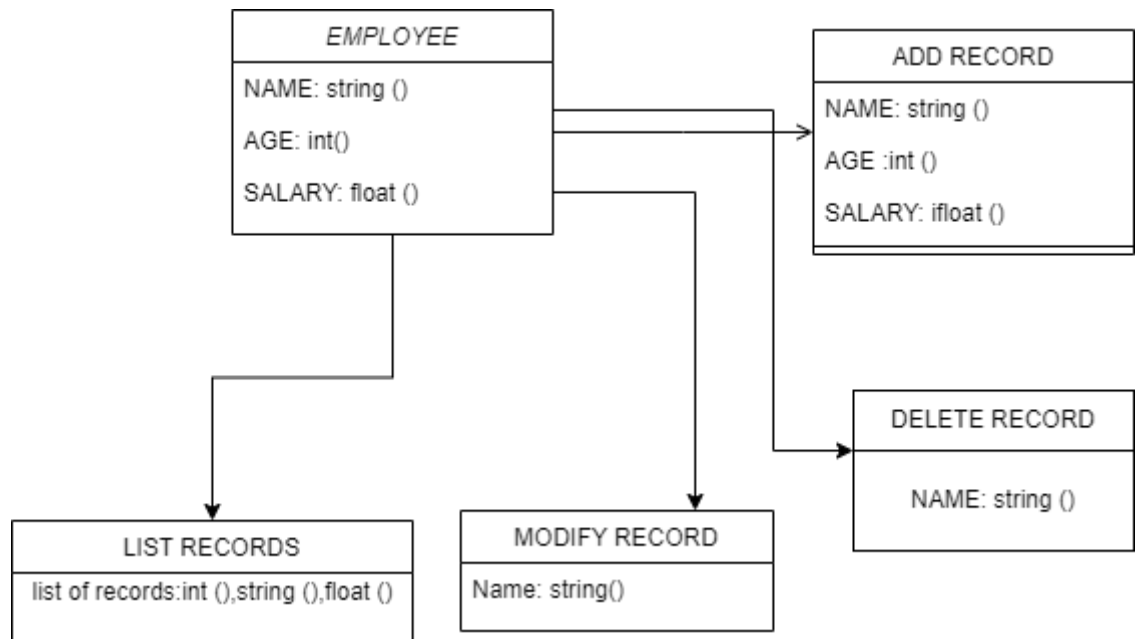 EMPLOYEE
NAME: string ()
AGE: int()
SALARY: float ()
ADD RECORD
NAME: string ()
AGE :int ()
SALARY: ifloat ()
DELETE RECORD
NAME: string ()
LIST RECORDS
list of records:int (),string (),float ()
MODIFY RECORD
Name: string()